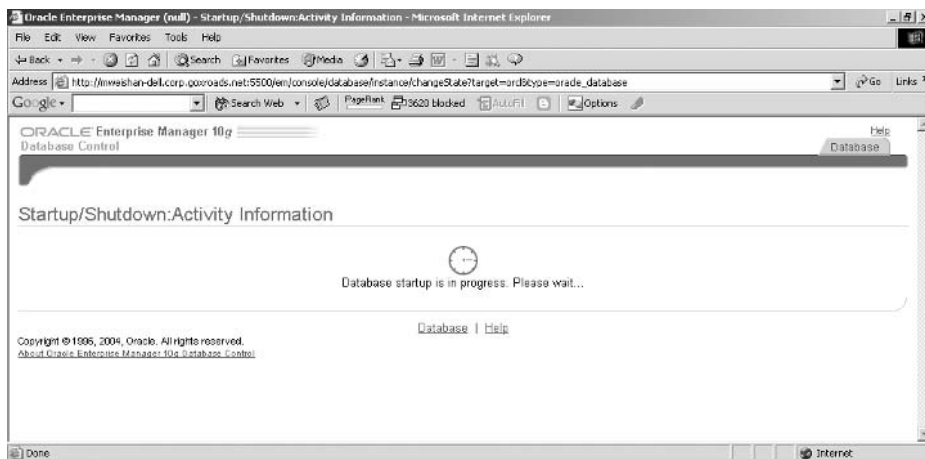 Oracle Enterprise Manager (null) - Startup/Shutdown:Activity Information - Microsoft Internet Explorer
File Edit View Favorites Tools Help
Back Search Favorites Media
Address http://mweishan-dell.corp.goxroads.net:5500/em/console/database/instance/changeState?target=ord&type=oracle_database Go Links
Google Search Web PageRank 3620 blocked AutoFill Options
ORACLE Enterprise Manager 10g
Database Control
Help
Database
Startup/Shutdown:Activity Information
Database startup is in progress. Please wait...
Database | Help
Copyright © 1996, 2004, Oracle. All rights reserved.
About Oracle Enterprise Manager 10g Database Control
Done Internet